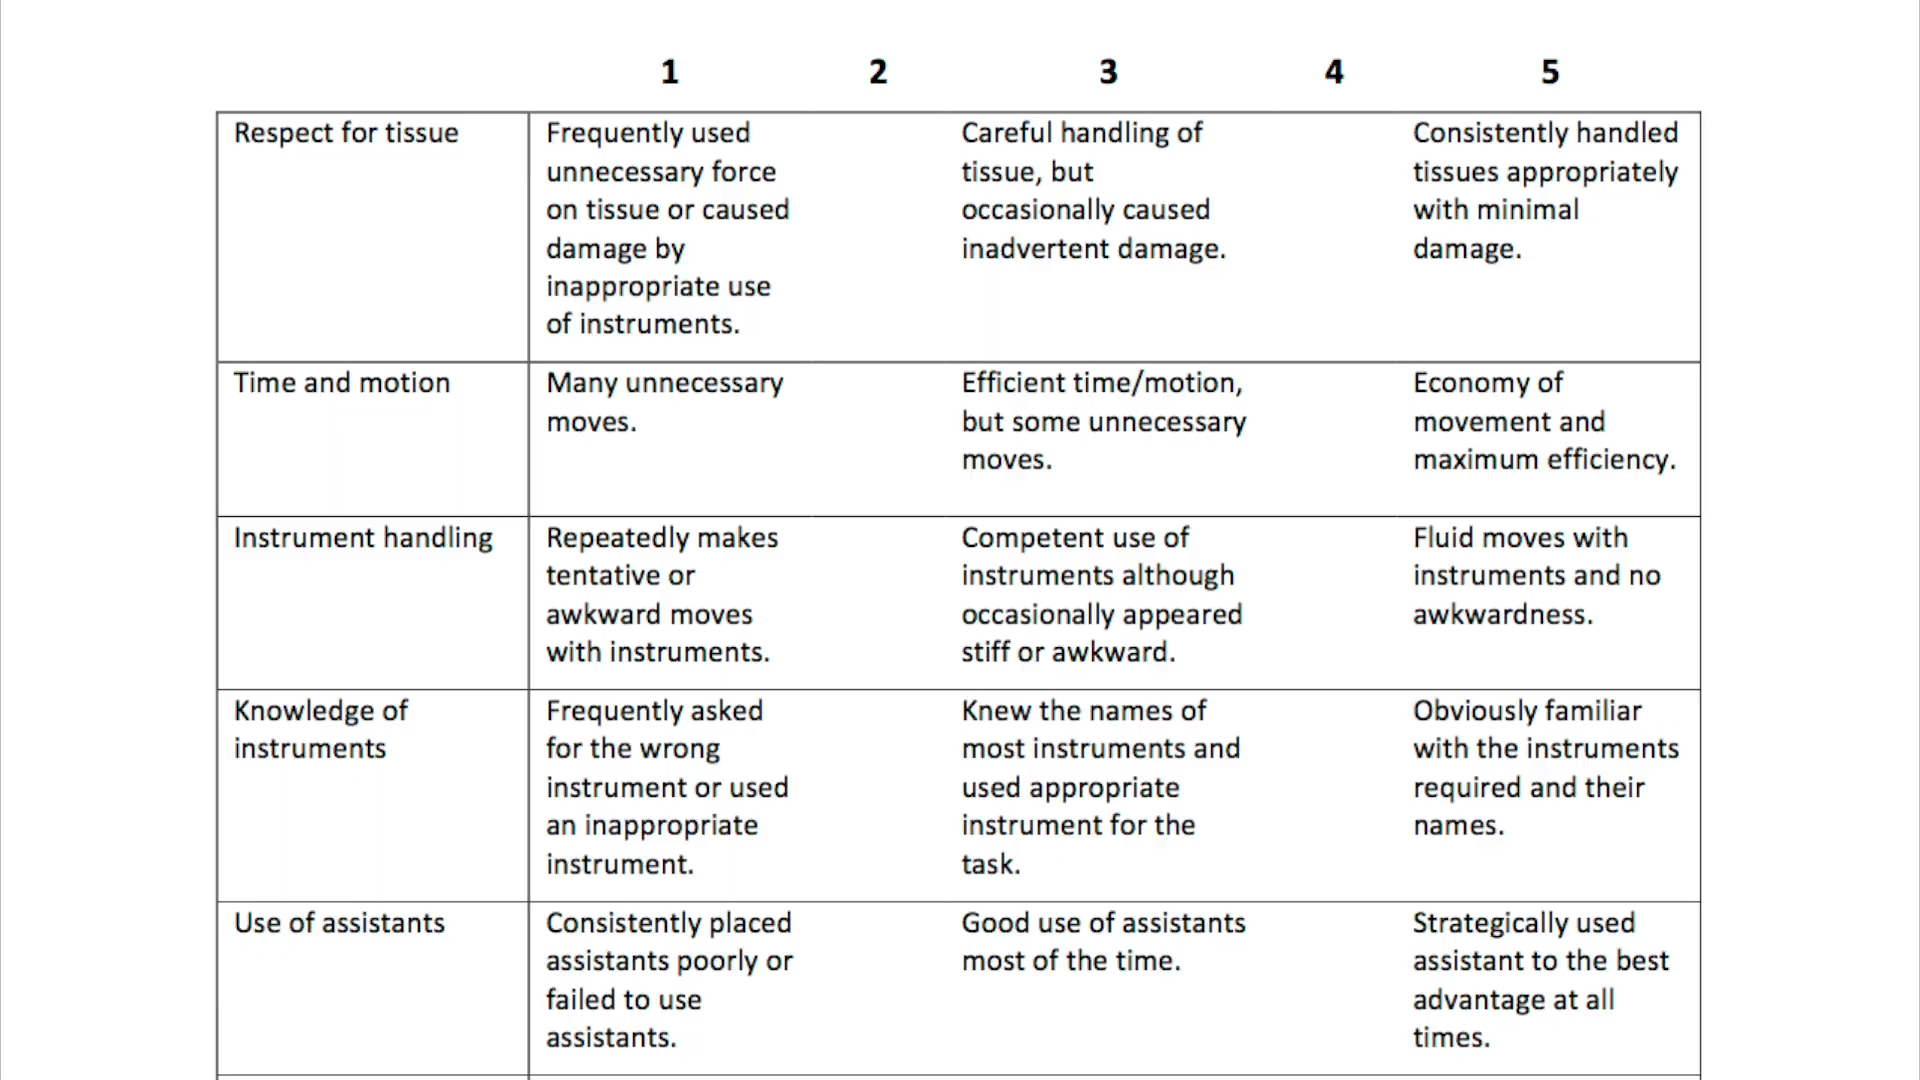 1 2 3 4 5
Respect for tissue
Frequently used
unnecessary force
on tissue or caused
damage by
inappropriate use
of instruments.
Careful handling of
tissue, but
occasionally caused
inadvertent damage.
Consistently handled
tissues appropriately
with minimal
damage.
Time and motion
Many unnecessary
moves.
Efficient time/motion,
but some unnecessary
moves.
Economy of
movement and
maximum efficiency.
Instrument handling
Repeatedly makes
tentative or
awkward moves
with instruments.
Competent use of
instruments although
occasionally appeared
stiff or awkward.
Fluid moves with
instruments and no
awkwardness.
Knowledge of
instruments
Frequently asked
for the wrong
instrument or used
an inappropriate
instrument.
Knew the names of
most instruments and
used appropriate
instrument for the
task.
Obviously familiar
with the instruments
required and their
names.
Use of assistants
Consistently placed
assistants poorly or
failed to use
assistants.
Good use of assistants
most of the time.
Strategically used
assistant to the best
advantage at all
times.